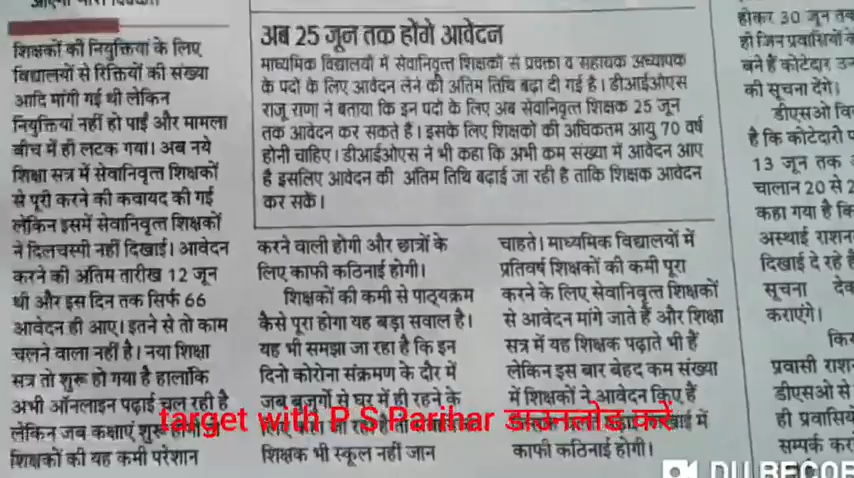 शिक्षकों की नियुक्तियों के लिए
विद्यालयों से रिक्तियों की संख्या
आदि मांगी गई थी लेकिन
नियुक्तियां नहीं हो पाईं और मामला
बीच में ही लटक गया। अब नये
शिक्षा सत्र में सेवानिवृत्त शिक्षकों
से पूरी करने की कवायद की गई
लेकिन इसमें सेवानिवृत्त शिक्षकों
ने दिलचस्पी नहीं दिखाई। आवेदन
करने की अंतिम तारीख 12 जून
थी और इस दिन तक सिर्फ 66
आवेदन ही आए। इतने से तो काम
चलने वाला नहीं है। नया शिक्षा
सत्र तो शुरू हो गया है हालांकि
अभी ऑनलाइन पढ़ाई चल रही है
लेकिन जब कक्षाएं शुरू
शिक्षकों की यह कमी परेशान
अब 25 जून तक होंगे आवेदन
माध्यमिक विद्यालयों में सेवानिवृत्त शिक्षकों से प्रवक्ता व सहायक अध्यापक
के पदों के लिए आवेदन लेने की अंतिम तिथि बढ़ा दी गई है। डीआईओएस
राजू राणा ने बताया कि इन पदों के लिए अब सेवानिवृत्त शिक्षक 25 जून
तक आवेदन कर सकते हैं। इसके लिए शिक्षकों की अधिकतम आयु 70 वर्ष
होनी चाहिए। डीआईओएस ने भी कहा कि अभी कम संख्या में आवेदन आए
है इसलिए आवेदन की अंतिम तिथि बढ़ाई जा रही है ताकि शिक्षक आवेदन
कर सकें।
करने वाली होगी और छात्रों के
लिए काफी कठिनाई होगी।
शिक्षकों की कमी से पाठ्यक्रम
कैसे पूरा होगा यह बड़ा सवाल है।
यह भी समझा जा रहा है कि इन
दिनो कोरोना संक्रमण के दौर में
जब बुजुर्गो से घर में ही रहने के
शिक्षक भी स्कूल नहीं जान
चाहते। माध्यमिक विद्यालयों में
प्रतिवर्ष शिक्षकों की कमी पूरा
करने के लिए सेवानिवृत्त शिक्षकों
से आवेदन मांगे जाते हैं और शिक्षा
सत्र में यह शिक्षक पढ़ाते भी हैं
लेकिन इस बार बेहद कम संख्या
में शिक्षकों ने आवेदन किए हैं
में
काफी कठिनाई होगी।
होकर 30 जून तक
की सूचना देंगे।
डीएसओ
है कि कोटेदारो
13 जून तक
चालान 20 से 2
कहा गया है कि
अस्थाई राशन
दिखाई दे रहे
सूचना
कराएंगे।
प्रवासी राशन
डीएसओ से
ही प्रवासियों
सम्पर्क
target with P S Parihar डाउनलोड करें
DU RECOR